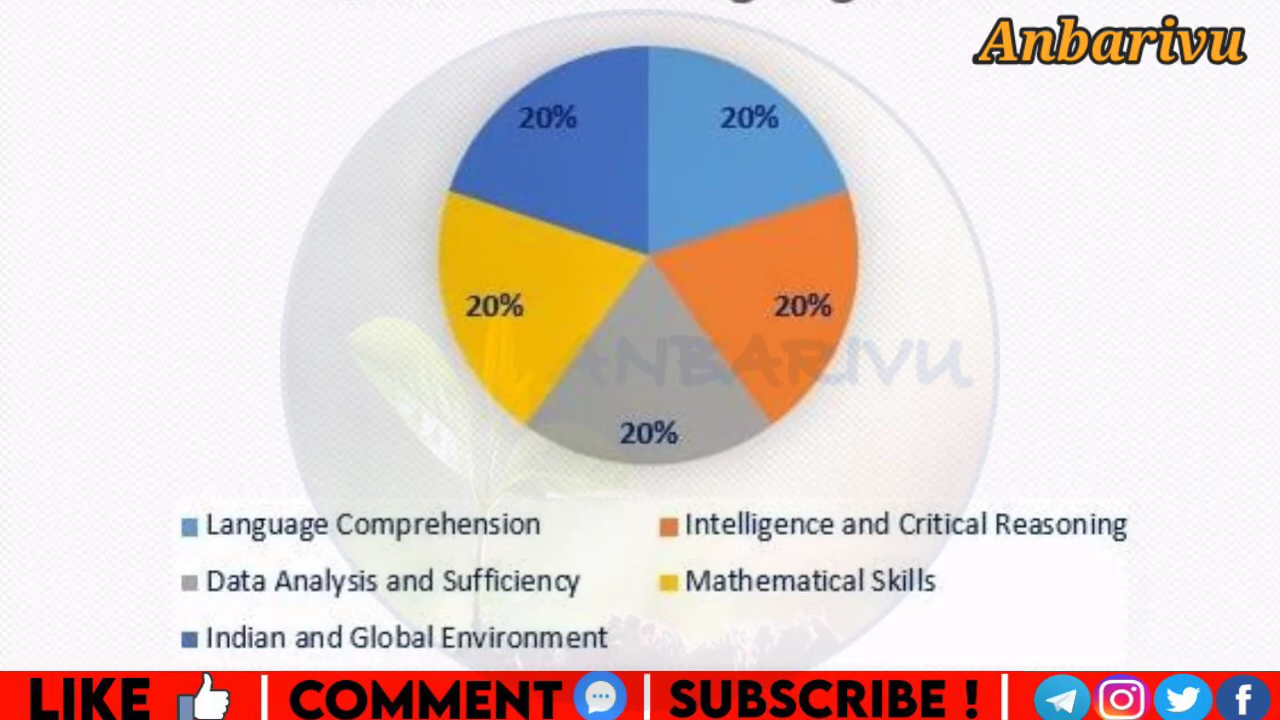 Anbarivu
20% 20%
20% 20%
ANBARIVU
20%
Language Comprehension Intelligence and Critical Reasoning
Data Analysis and Sufficiency Mathematical Skills
Indian and Global Environment
LIKE | COMMENT | SUBSCRIBE ! |